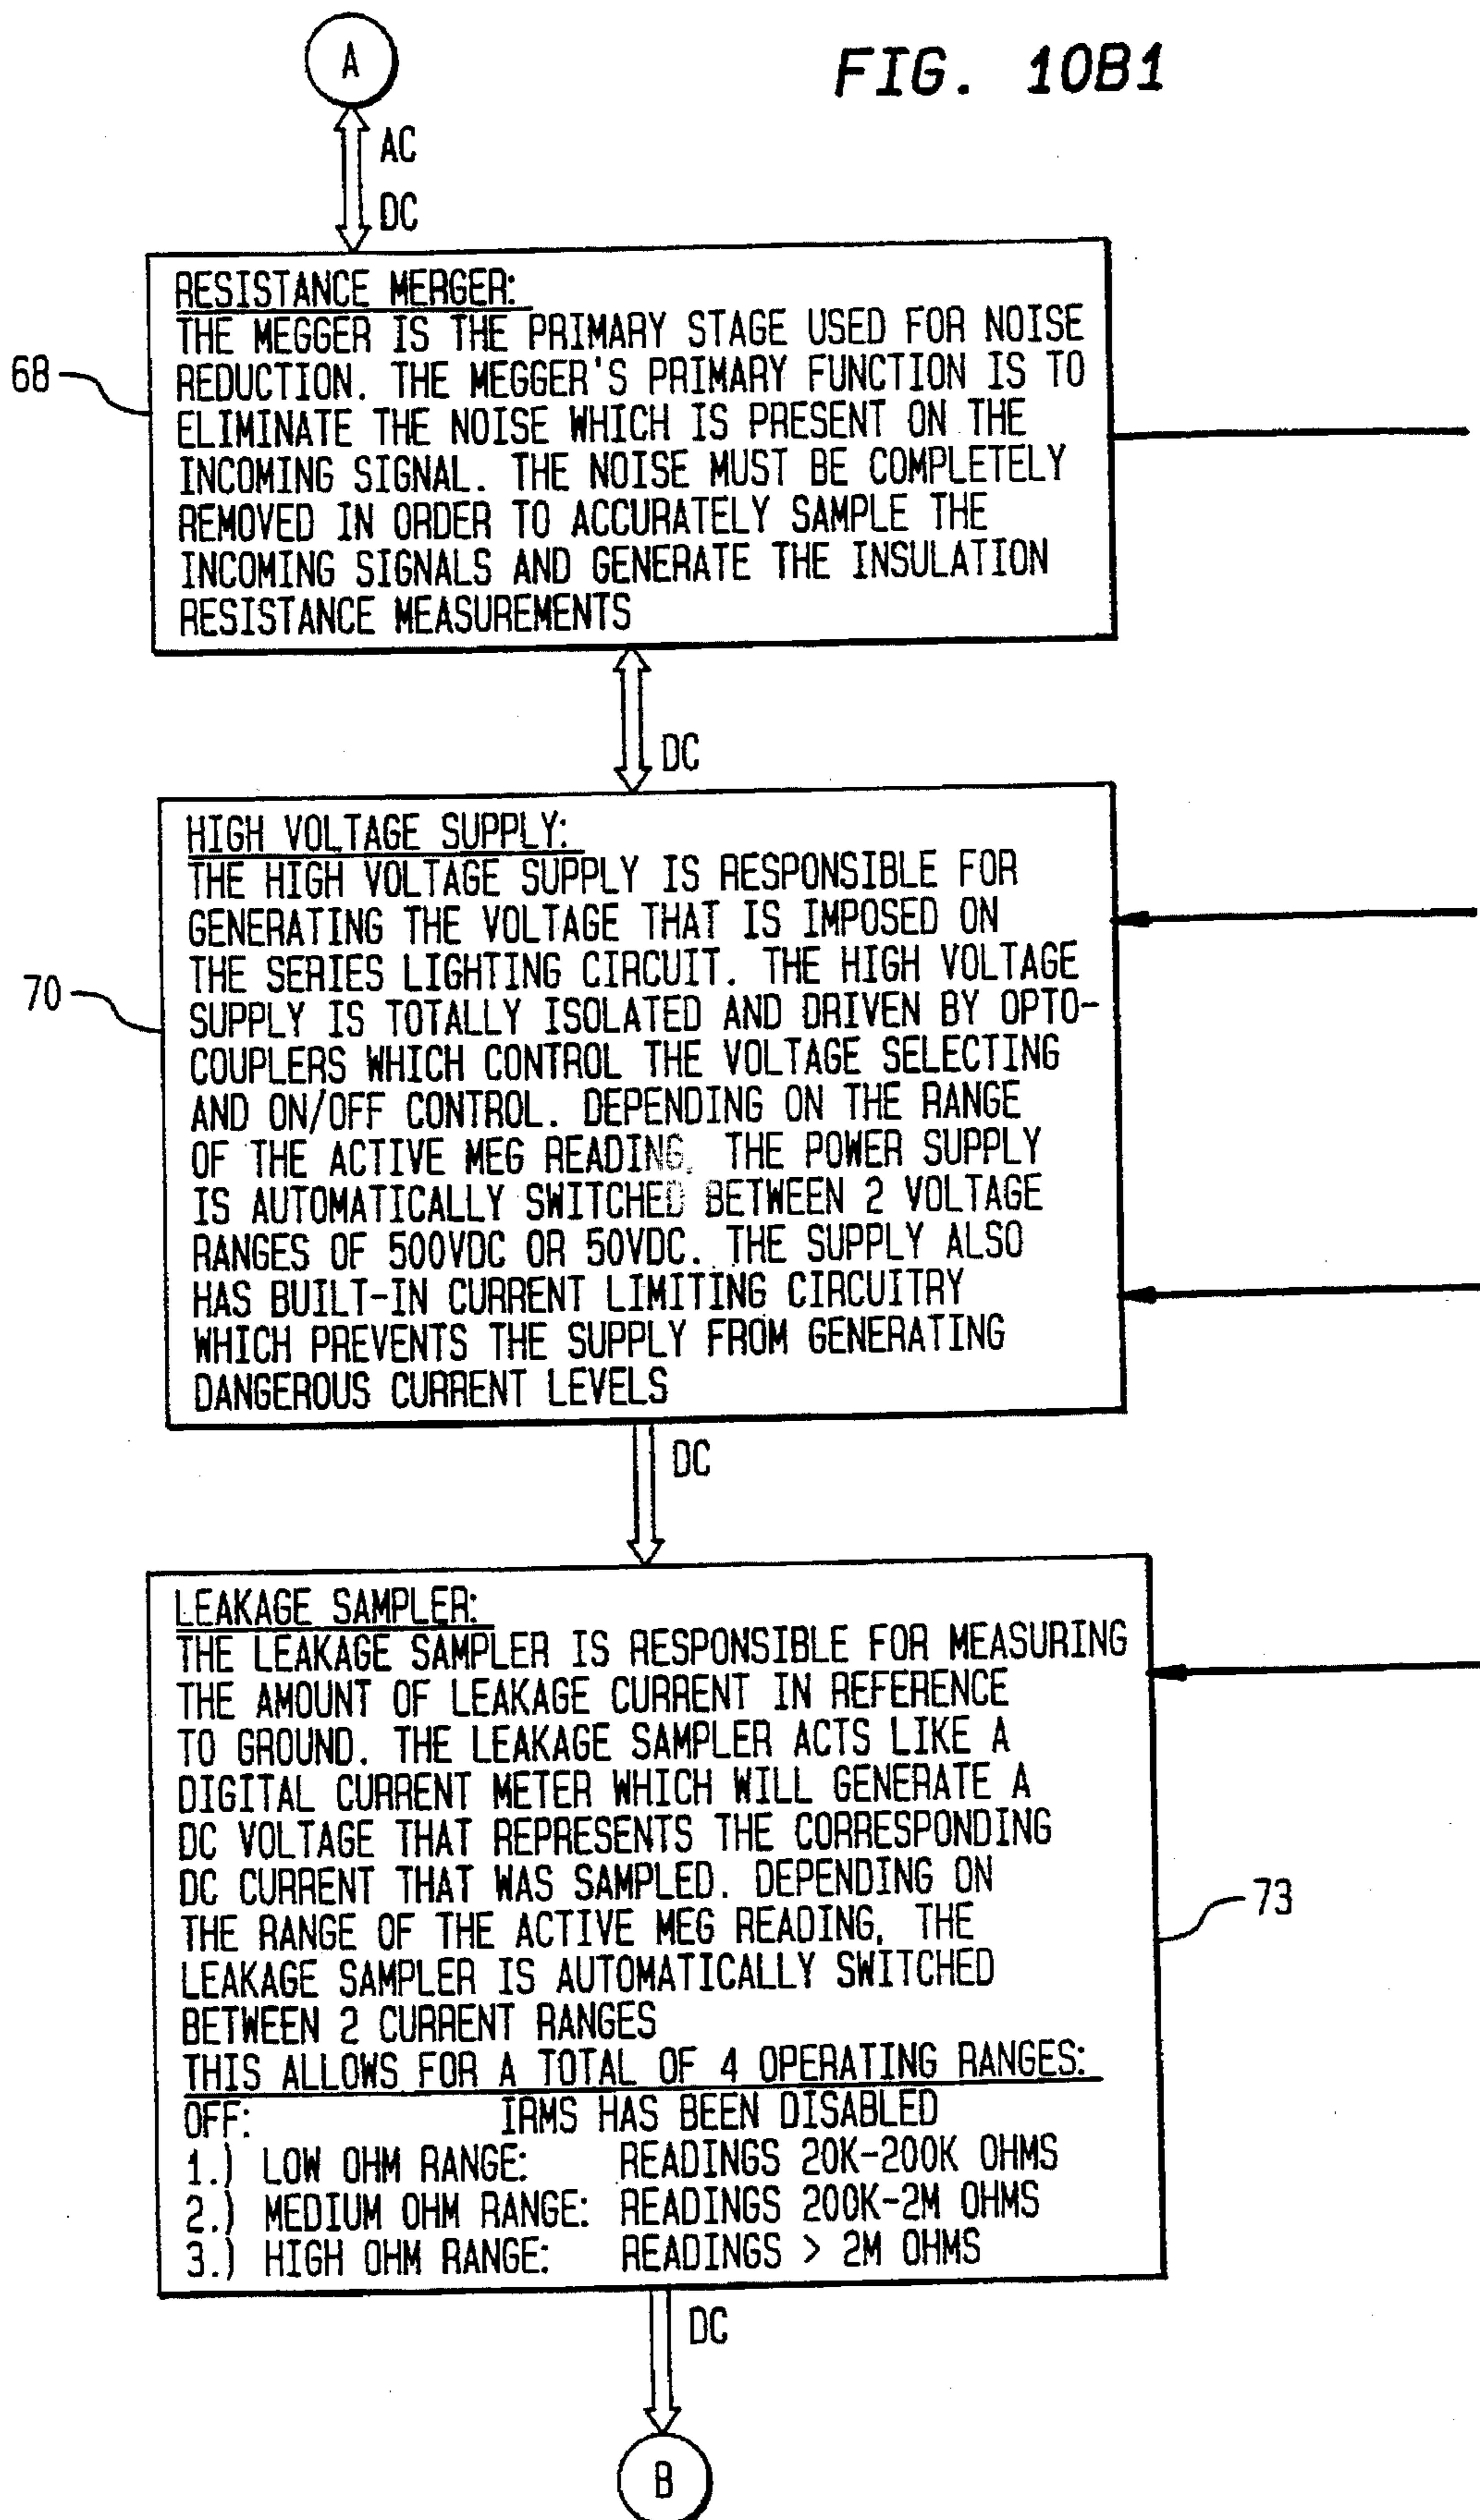 FIG. 10B1
A
AC
DC
68
RESISTANCE MERGER:
THE MEGGER IS THE PRIMARY STAGE USED FOR NOISE
REDUCTION. THE MEGGER'S PRIMARY FUNCTION IS TO
ELIMINATE THE NOISE WHICH IS PRESENT ON THE
INCOMING SIGNAL. THE NOISE MUST BE COMPLETELY
REMOVED IN ORDER TO ACCURATELY SAMPLE THE
INCOMING SIGNALS AND GENERATE THE INSULATION
RESISTANCE MEASUREMENTS
DC
70
HIGH VOLTAGE SUPPLY:
THE HIGH VOLTAGE SUPPLY IS RESPONSIBLE FOR
GENERATING THE VOLTAGE THAT IS IMPOSED ON
THE SERIES LIGHTING CIRCUIT. THE HIGH VOLTAGE
SUPPLY IS TOTALLY ISOLATED AND DRIVEN BY OPTO-
COUPLERS WHICH CONTROL THE VOLTAGE SELECTING
AND ON/OFF CONTROL. DEPENDING ON THE RANGE
OF THE ACTIVE MEG READING, THE POWER SUPPLY
IS AUTOMATICALLY SWITCHED BETWEEN 2 VOLTAGE
RANGES OF 500VDC OR 50VDC. THE SUPPLY ALSO
HAS BUILT-IN CURRENT LIMITING CIRCUITRY
WHICH PREVENTS THE SUPPLY FROM GENERATING
DANGEROUS CURRENT LEVELS
DC
LEAKAGE SAMPLER:
THE LEAKAGE SAMPLER IS RESPONSIBLE FOR MEASURING
THE AMOUNT OF LEAKAGE CURRENT IN REFERENCE
TO GROUND. THE LEAKAGE SAMPLER ACTS LIKE A
DIGITAL CURRENT METER WHICH WILL GENERATE A
DC VOLTAGE THAT REPRESENTS THE CORRESPONDING
DC CURRENT THAT WAS SAMPLED. DEPENDING ON
THE RANGE OF THE ACTIVE MEG READING, THE
LEAKAGE SAMPLER IS AUTOMATICALLY SWITCHED
BETWEEN 2 CURRENT RANGES
THIS ALLOWS FOR A TOTAL OF 4 OPERATING RANGES:
OFF: IRMS HAS BEEN DISABLED
1.) LOW OHM RANGE: READINGS 20K-200K OHMS
2.) MEDIUM OHM RANGE: READINGS 200K-2M OHMS
3.) HIGH OHM RANGE: READINGS > 2M OHMS
73
DC
B